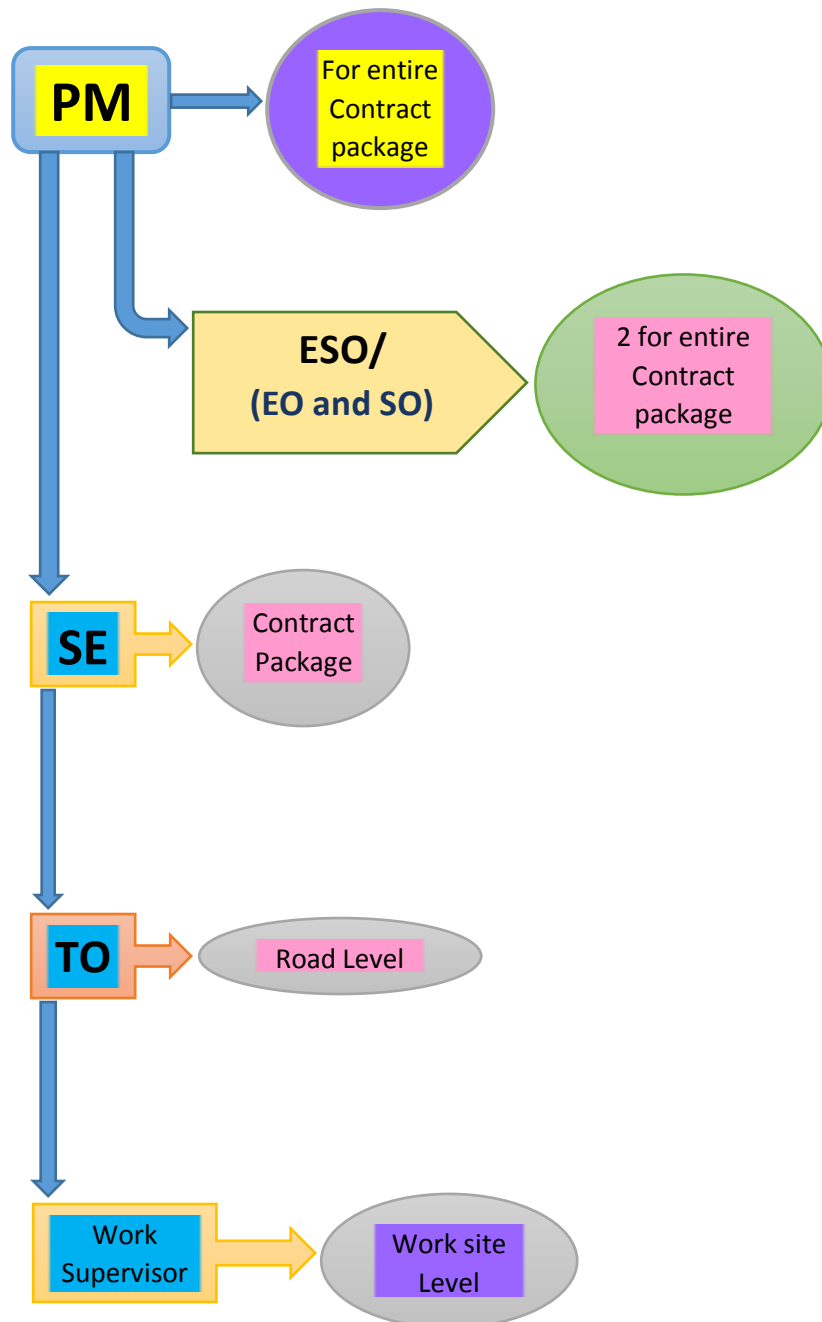 PM
For entire
Contract
package
ESO/
(EO and SO)
2 for entire
Contract
package
SE
Contract
Package
TO
Road Level
Work
Supervisor
Work site
Level